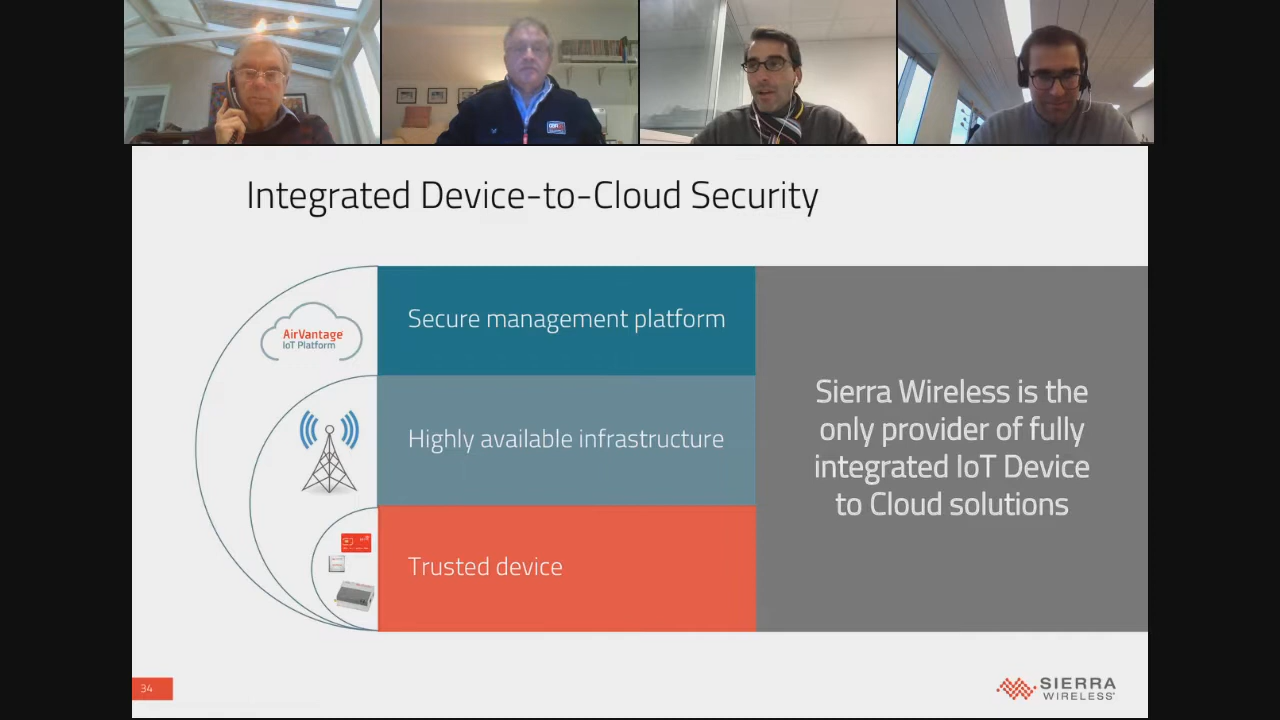 Integrated Device-to-Cloud Security
AirVantage
IoT Platform
Secure management platform
Highly available infrastructure
Trusted device
Sierra Wireless is the
only provider of fully
integrated IoT Device
to Cloud solutions
34
SIERRA
WIRELESS